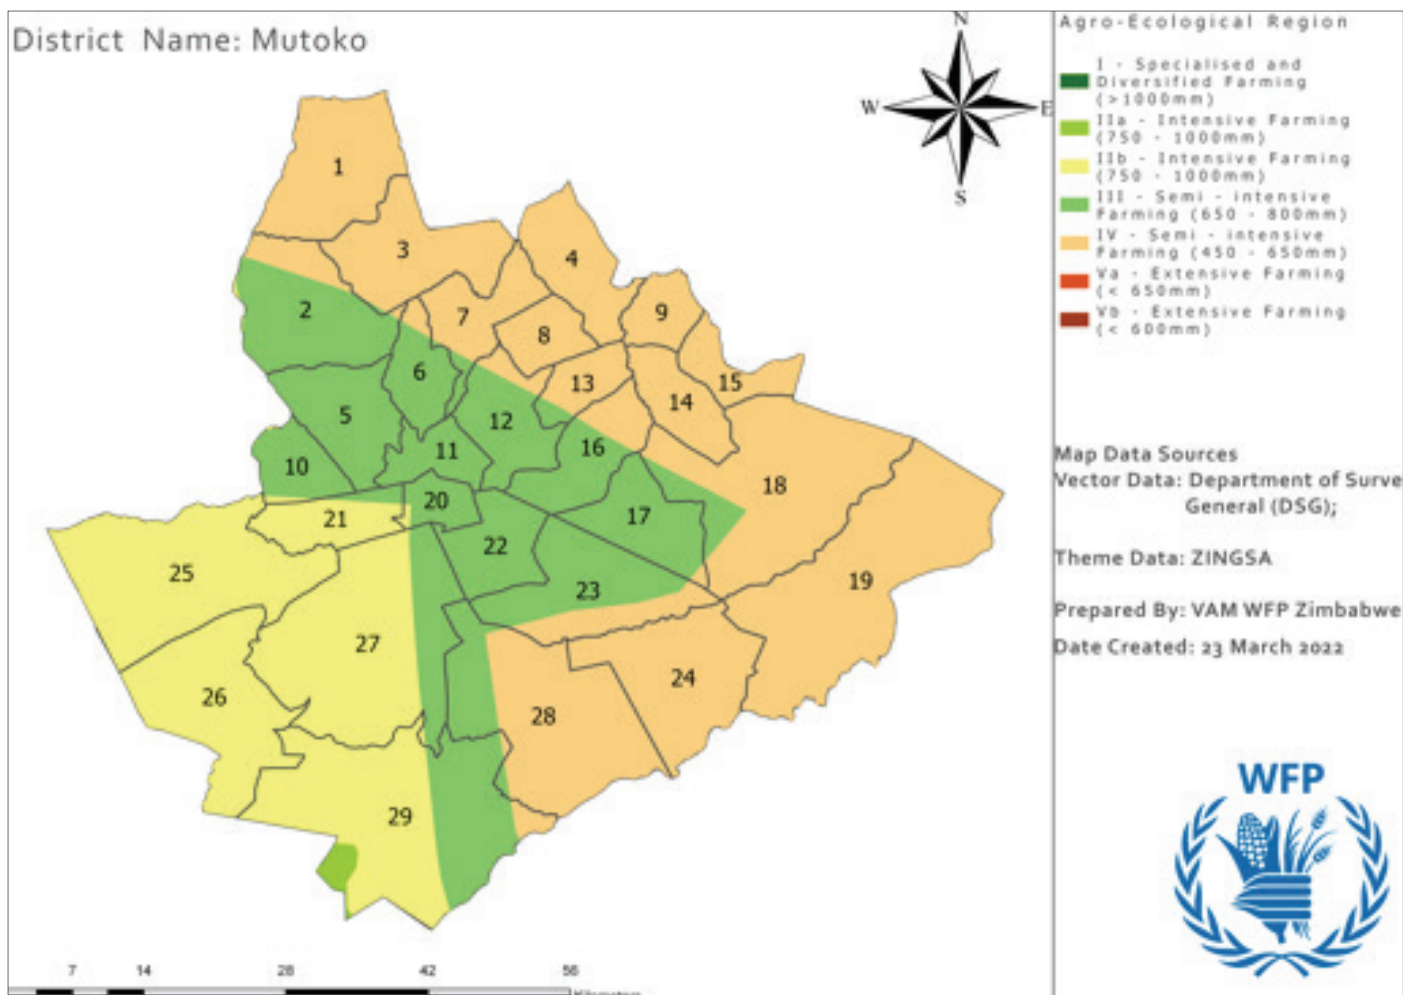 District Name: Mutoko
N
W
E
S
1
3
4
2
7
8
9
6
13
15
14
5
12
16
11
10
18
20
17
21
22
25
19
23
27
24
26
28
29
7 14 28 42 56
Kilometers
Agro-Ecological Region
I - Specialised and
Diversified Farming
(>1000mm)
IIa - Intensive Farming
(750 - 1000mm)
IIb - Intensive Farming
(750 - 1000mm)
III - Semi - intensive
Farming (650 - 800mm)
IV - Semi - intensive
Farming (450 - 650mm)
Va - Extensive Farming
(< 650mm)
Vb - Extensive Farming
(< 600mm)
Map Data Sources
Vector Data: Department of Surve
General (DSG);
Theme Data: ZINGSA
Prepared By: VAM WFP Zimbabwe
Date Created: 23 March 2022
WFP